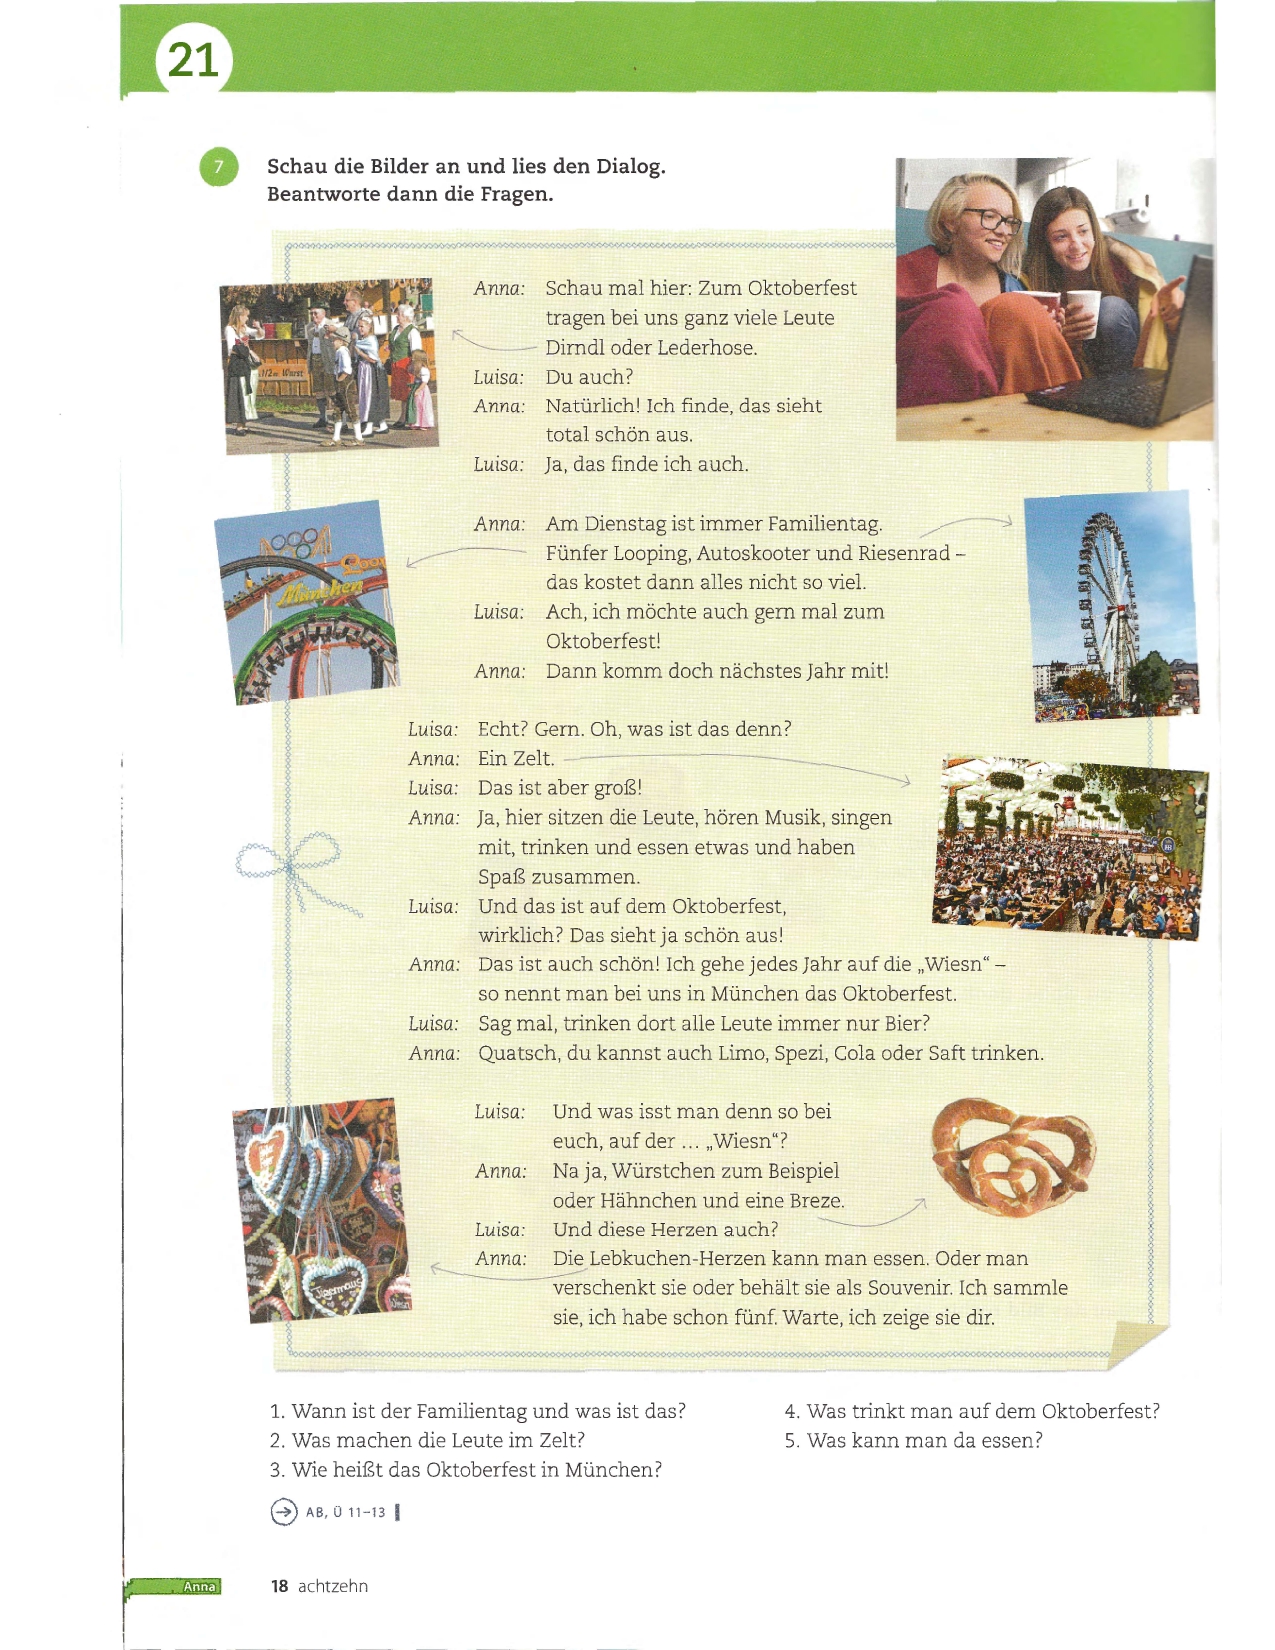 21
7
Schau die Bilder an und lies den Dialog.
Beantworte dann die Fragen.
Anna: Schau mal hier: Zum Oktoberfest
tragen bei uns ganz viele Leute
Dirndl oder Lederhose.
Luisa: Du auch?
Anna: Natürlich! Ich finde, das sieht
total schön aus.
Luisa: Ja, das finde ich auch.
Anna: Am Dienstag ist immer Familientag.
Fünfer Looping, Autoskooter und Riesenrad –
das kostet dann alles nicht so viel.
Luisa: Ach, ich möchte auch gern mal zum
Oktoberfest!
Anna: Dann komm doch nächstes Jahr mit!
München
Luisa: Echt? Gern. Oh, was ist das denn?
Anna: Ein Zelt.
Luisa: Das ist aber groß!
Anna: Ja, hier sitzen die Leute, hören Musik, singen
mit, trinken und essen etwas und haben
Spaß zusammen.
Luisa: Und das ist auf dem Oktoberfest,
wirklich? Das sieht ja schön aus!
Anna: Das ist auch schön! Ich gehe jedes Jahr auf die „Wiesn“ –
so nennt man bei uns in München das Oktoberfest.
Luisa: Sag mal, trinken dort alle Leute immer nur Bier?
Anna: Quatsch, du kannst auch Limo, Spezi, Cola oder Saft trinken.
Luisa: Und was isst man denn so bei
euch, auf der ... „Wiesn“?
Anna: Na ja, Würstchen zum Beispiel
oder Hähnchen und eine Breze.
Luisa: Und diese Herzen auch?
Anna: Die Lebkuchen-Herzen kann man essen. Oder man
verschenkt sie oder behält sie als Souvenir. Ich sammle
sie, ich habe schon fünf. Warte, ich zeige sie dir.
1. Wann ist der Familientag und was ist das?
2. Was machen die Leute im Zelt?
3. Wie heißt das Oktoberfest in München?
4. Was trinkt man auf dem Oktoberfest?
5. Was kann man da essen?
AB, Ü 11–13
Anna
18 achtzehn